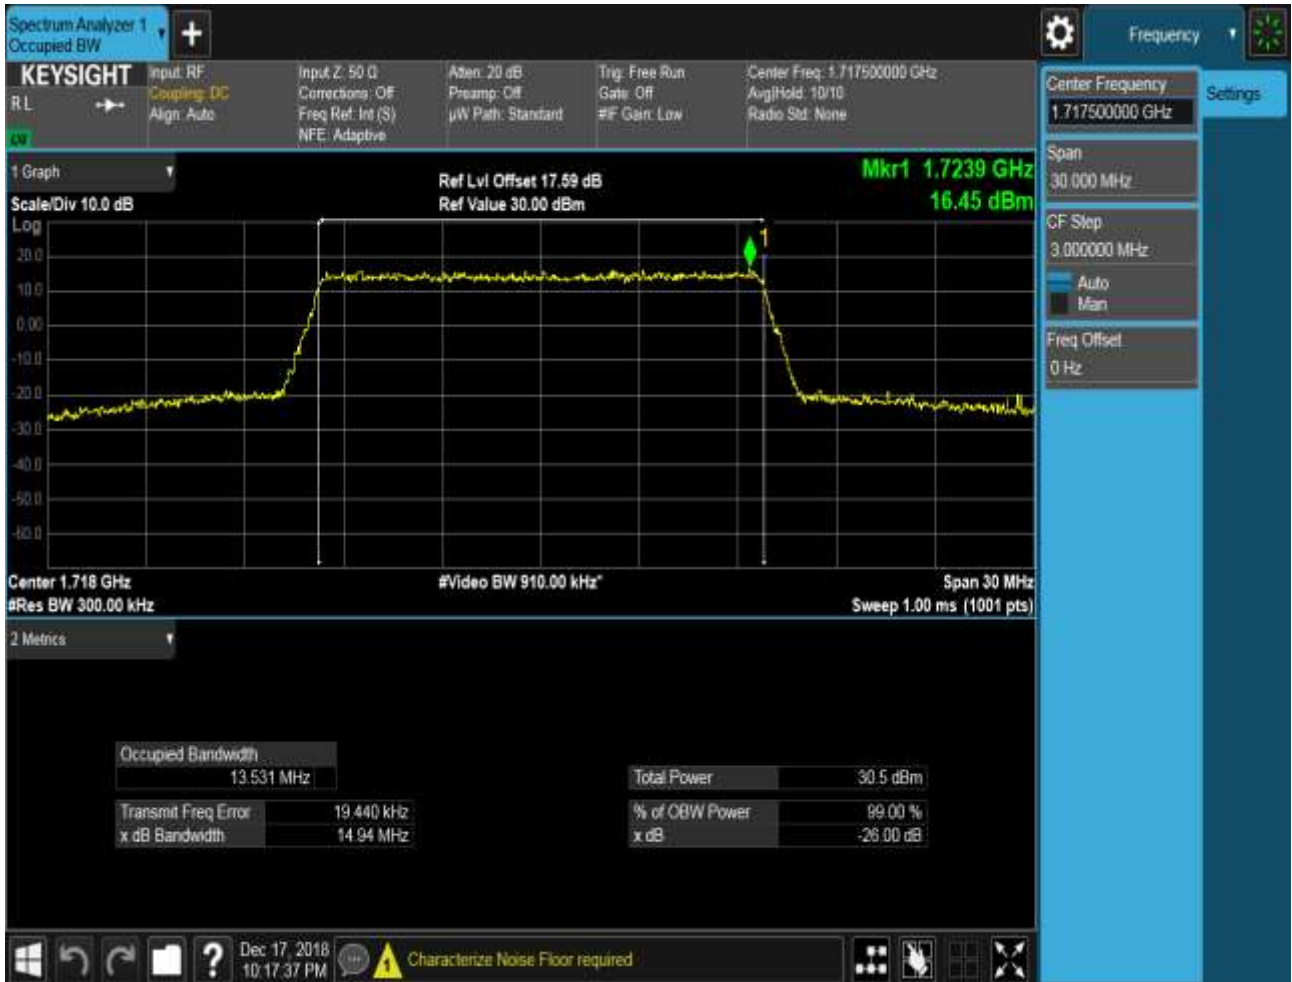 Spectrum Analyzer 1
Occupied BW
Frequency
KEYSIGHT
RL
Input: RF
Coupling: DC
Align: Auto
Input Z: 50 Ω
Corrections: Off
Freq Ref: Int (S)
NFE: Adaptive
Atten: 20 dB
Preamp: Off
µW Path: Standard
Trig: Free Run
Gate: Off
#IF Gain: Low
Center Freq: 1.717500000 GHz
Avg|Hold: 10/10
Radio Std: None
Center Frequency
1.717500000 GHz
Settings
Span
30.000 MHz
CF Step
3.000000 MHz
Auto
Man
Freq Offset
0 Hz
1 Graph
Scale/Div 10.0 dB
Ref Lvl Offset 17.59 dB
Ref Value 30.00 dBm
Mkr1 1.7239 GHz
16.45 dBm
Log
20.0
10.0
0.00
-10.0
-20.0
-30.0
-40.0
-50.0
-60.0
1
Center 1.718 GHz
#Res BW 300.00 kHz
#Video BW 910.00 kHz*
Span 30 MHz
Sweep 1.00 ms (1001 pts)
2 Metrics
Occupied Bandwidth
13.531 MHz
Transmit Freq Error 19.440 kHz
x dB Bandwidth 14.94 MHz
Total Power 30.5 dBm
% of OBW Power 99.00 %
x dB -26.00 dB
Dec 17, 2018
10:17:37 PM
Characterize Noise Floor required